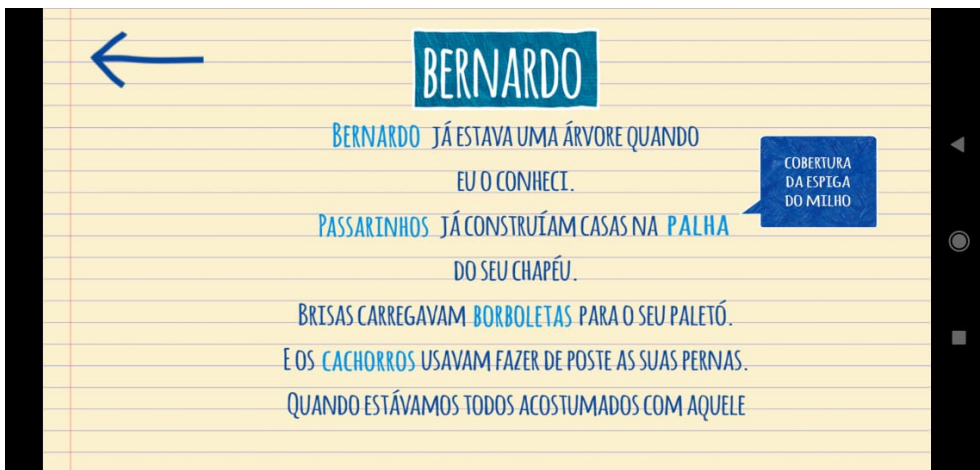 BERNARDO
BERNARDO JÁ ESTAVA UMA ÁRVORE QUANDO
EU O CONHECI.
PASSARINHOS JÁ CONSTRUÍAM CASAS NA PALHA
COBERTURA
DA ESPIGA
DO MILHO
DO SEU CHAPÉU.
BRISAS CARREGAVAM BORBOLETAS PARA O SEU PALETÓ.
E OS CACHORROS USAVAM FAZER DE POSTE AS SUAS PERNAS.
QUANDO ESTÁVAMOS TODOS ACOSTUMADOS COM AQUELE